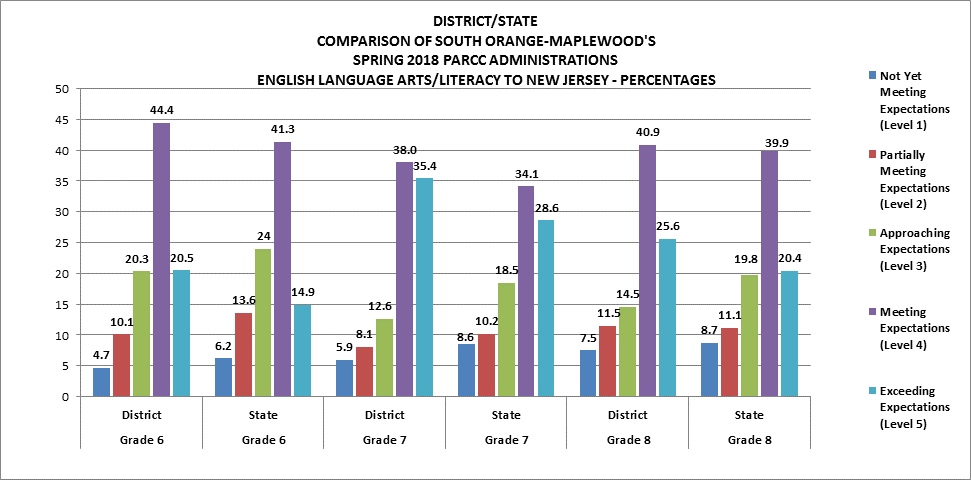 DISTRICT/STATE
COMPARISON OF SOUTH ORANGE-MAPLEWOOD'S
SPRING 2018 PARCC ADMINISTRATIONS
ENGLISH LANGUAGE ARTS/LITERACY TO NEW JERSEY - PERCENTAGES
50
45
40
35
30
25
20
15
10
5
0
4.7
10.1
20.3
44.4
20.5
6.2
13.6
24
41.3
14.9
5.9
8.1
12.6
38.0
35.4
8.6
10.2
18.5
34.1
28.6
7.5
11.5
14.5
40.9
25.6
8.7
11.1
19.8
39.9
20.4
District State District State District State
Grade 6 Grade 6 Grade 7 Grade 7 Grade 8 Grade 8
Not Yet
Meeting
Expectations
(Level 1)
Partially
Meeting
Expectations
(Level 2)
Approaching
Expectations
(Level 3)
Meeting
Expectations
(Level 4)
Exceeding
Expectations
(Level 5)